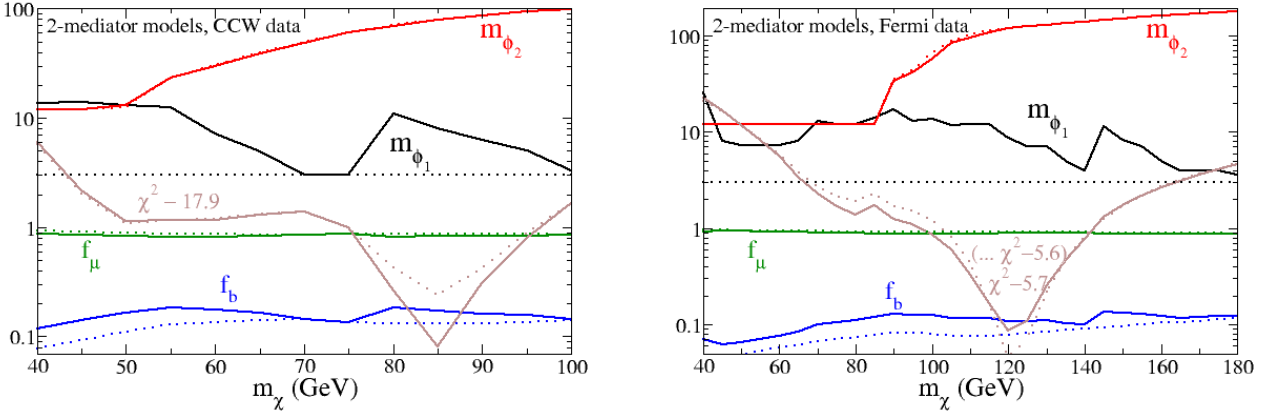 2-mediator models, CCW data
m_ϕ₂
m_ϕ₁
χ² − 17.9
f_μ
f_b
100
10
1
0.1
40 50 60 70 80 90 100
m_χ (GeV)
2-mediator models, Fermi data
m_ϕ₂
m_ϕ₁
(... χ²−5.6)
χ²−5.7
f_μ
f_b
100
10
1
0.1
40 60 80 100 120 140 160 180
m_χ (GeV)